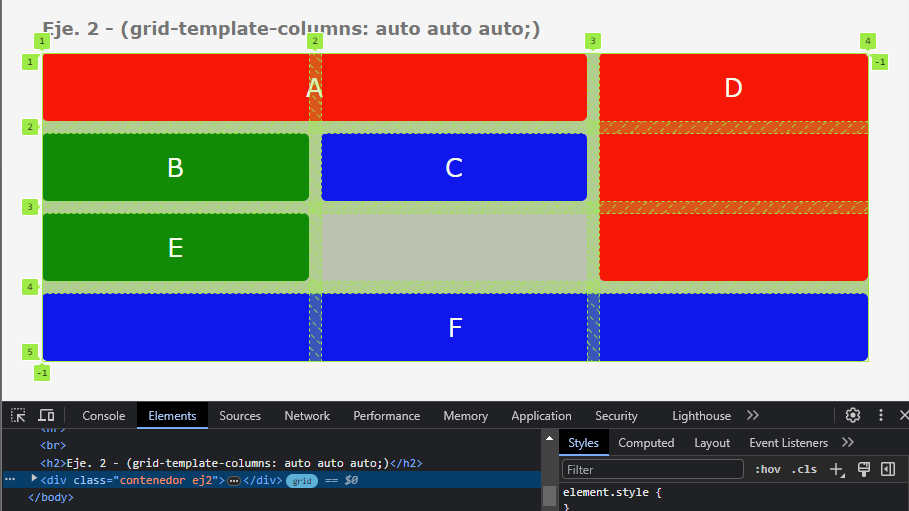 Eje. 2 - (grid-template-columns: auto auto auto;)
1 2 3 4
1 -1
A D
2
B C
3
E
4
F
5
-1
Console Elements Sources Network Performance Memory Application Security Lighthouse
<hr>
<br>
<h2>Eje. 2 - (grid-template-columns: auto auto auto;)</h2>
<div class="contenedor ej2">…</div> grid == $0
</body>
Styles Computed Layout Event Listeners
Filter :hov .cls
element.style {
}